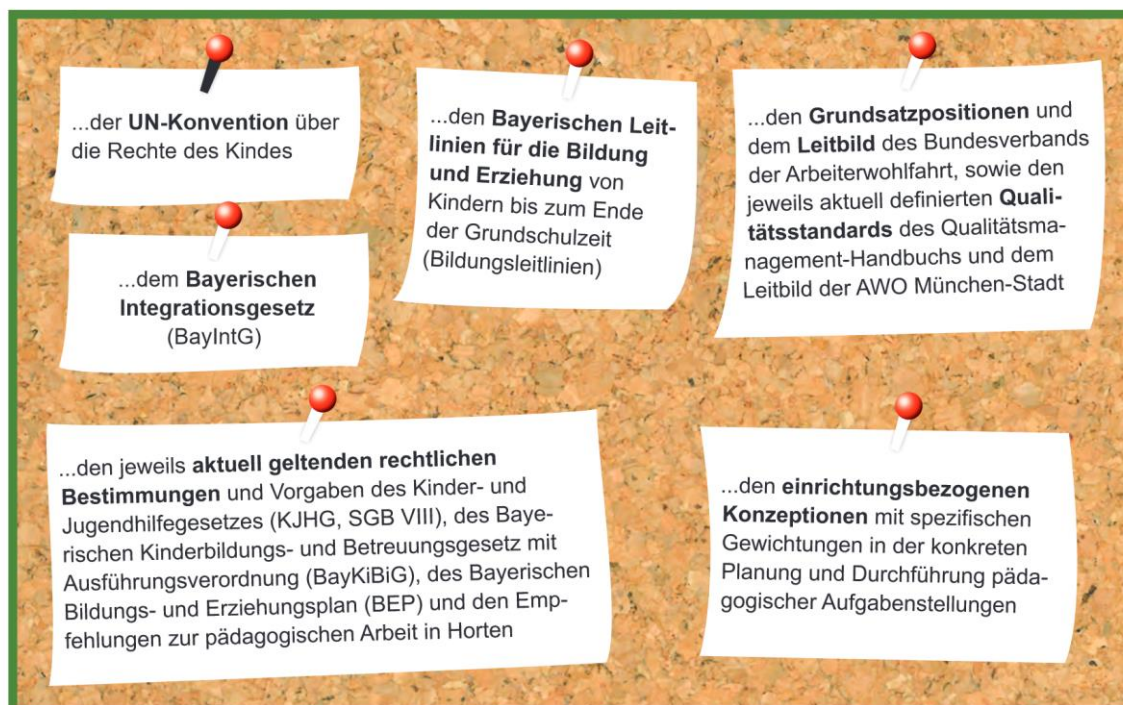 ...der UN-Konvention über
die Rechte des Kindes
...dem Bayerischen
Integrationsgesetz
(BayIntG)
...den Bayerischen Leit-
linien für die Bildung
und Erziehung von
Kindern bis zum Ende
der Grundschulzeit
(Bildungsleitlinien)
...den Grundsatzpositionen und
dem Leitbild des Bundesverbands
der Arbeiterwohlfahrt, sowie den
jeweils aktuell definierten Quali-
tätsstandards des Qualitätsma-
nagement-Handbuchs und dem
Leitbild der AWO München-Stadt
...den jeweils aktuell geltenden rechtlichen
Bestimmungen und Vorgaben des Kinder- und
Jugendhilfegesetzes (KJHG, SGB VIII), des Baye-
rischen Kinderbildungs- und Betreuungsgesetz mit
Ausführungsverordnung (BayKiBiG), des Bayerischen
Bildungs- und Erziehungsplan (BEP) und den Emp-
fehlungen zur pädagogischen Arbeit in Horten
...den einrichtungsbezogenen
Konzeptionen mit spezifischen
Gewichtungen in der konkreten
Planung und Durchführung päda-
gogischer Aufgabenstellungen